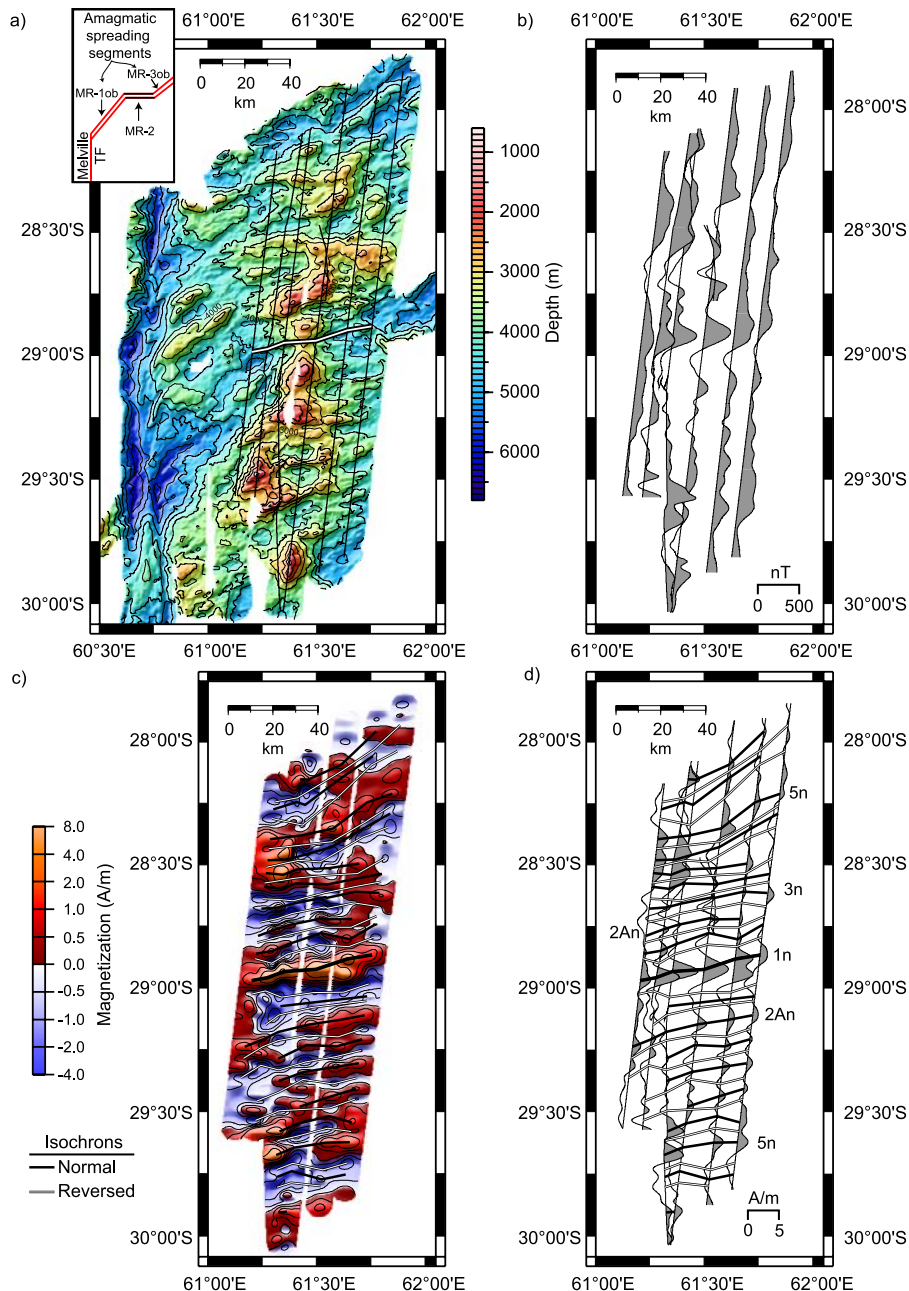 a)
Amagmatic
spreading
segments
MR-3ob
MR-1ob
MR-2
Melville
TF
61°00'E 61°30'E 62°00'E
0 20 40
km
28°30'S
29°00'S
29°30'S
30°00'S
60°30'E 61°00'E 61°30'E 62°00'E
1000
2000
3000
4000
5000
6000
Depth (m)
b)
61°00'E 61°30'E 62°00'E
0 20 40
km
28°00'S
28°30'S
29°00'S
29°30'S
30°00'S
nT
0 500
61°00'E 61°30'E 62°00'E
c)
0 20 40
km
28°00'S
28°30'S
29°00'S
29°30'S
30°00'S
61°00'E 61°30'E 62°00'E
8.0
4.0
2.0
1.0
0.5
0.0
-0.5
-1.0
-2.0
-4.0
Magnetization (A/m)
Isochrons
Normal
Reversed
d)
0 20 40
km
5n
3n
2An
1n
2An
5n
A/m
0 5
28°00'S
28°30'S
29°00'S
29°30'S
30°00'S
61°00'E 61°30'E 62°00'E